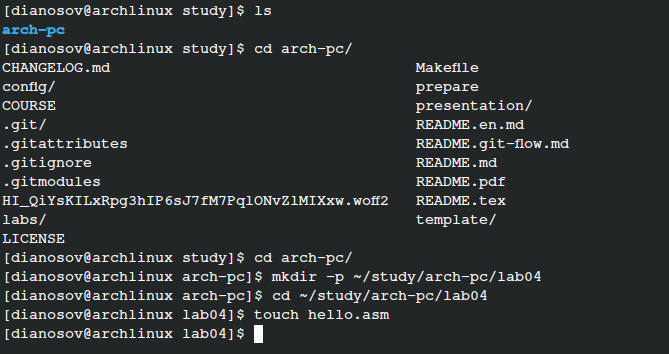 [dianosov@archlinux study]$ ls
arch-pc
[dianosov@archlinux study]$ cd arch-pc/
CHANGELOG.md Makefile
config/ prepare
COURSE presentation/
.git/ README.en.md
.gitattributes README.git-flow.md
.gitignore README.md
.gitmodules README.pdf
HI_QiYsKILxRpg3hIP6sJ7fM7PqlONvZlMIXxw.woff2 README.tex
labs/ template/
LICENSE
[dianosov@archlinux study]$ cd arch-pc/
[dianosov@archlinux arch-pc]$ mkdir -p ~/study/arch-pc/lab04
[dianosov@archlinux arch-pc]$ cd ~/study/arch-pc/lab04
[dianosov@archlinux lab04]$ touch hello.asm
[dianosov@archlinux lab04]$